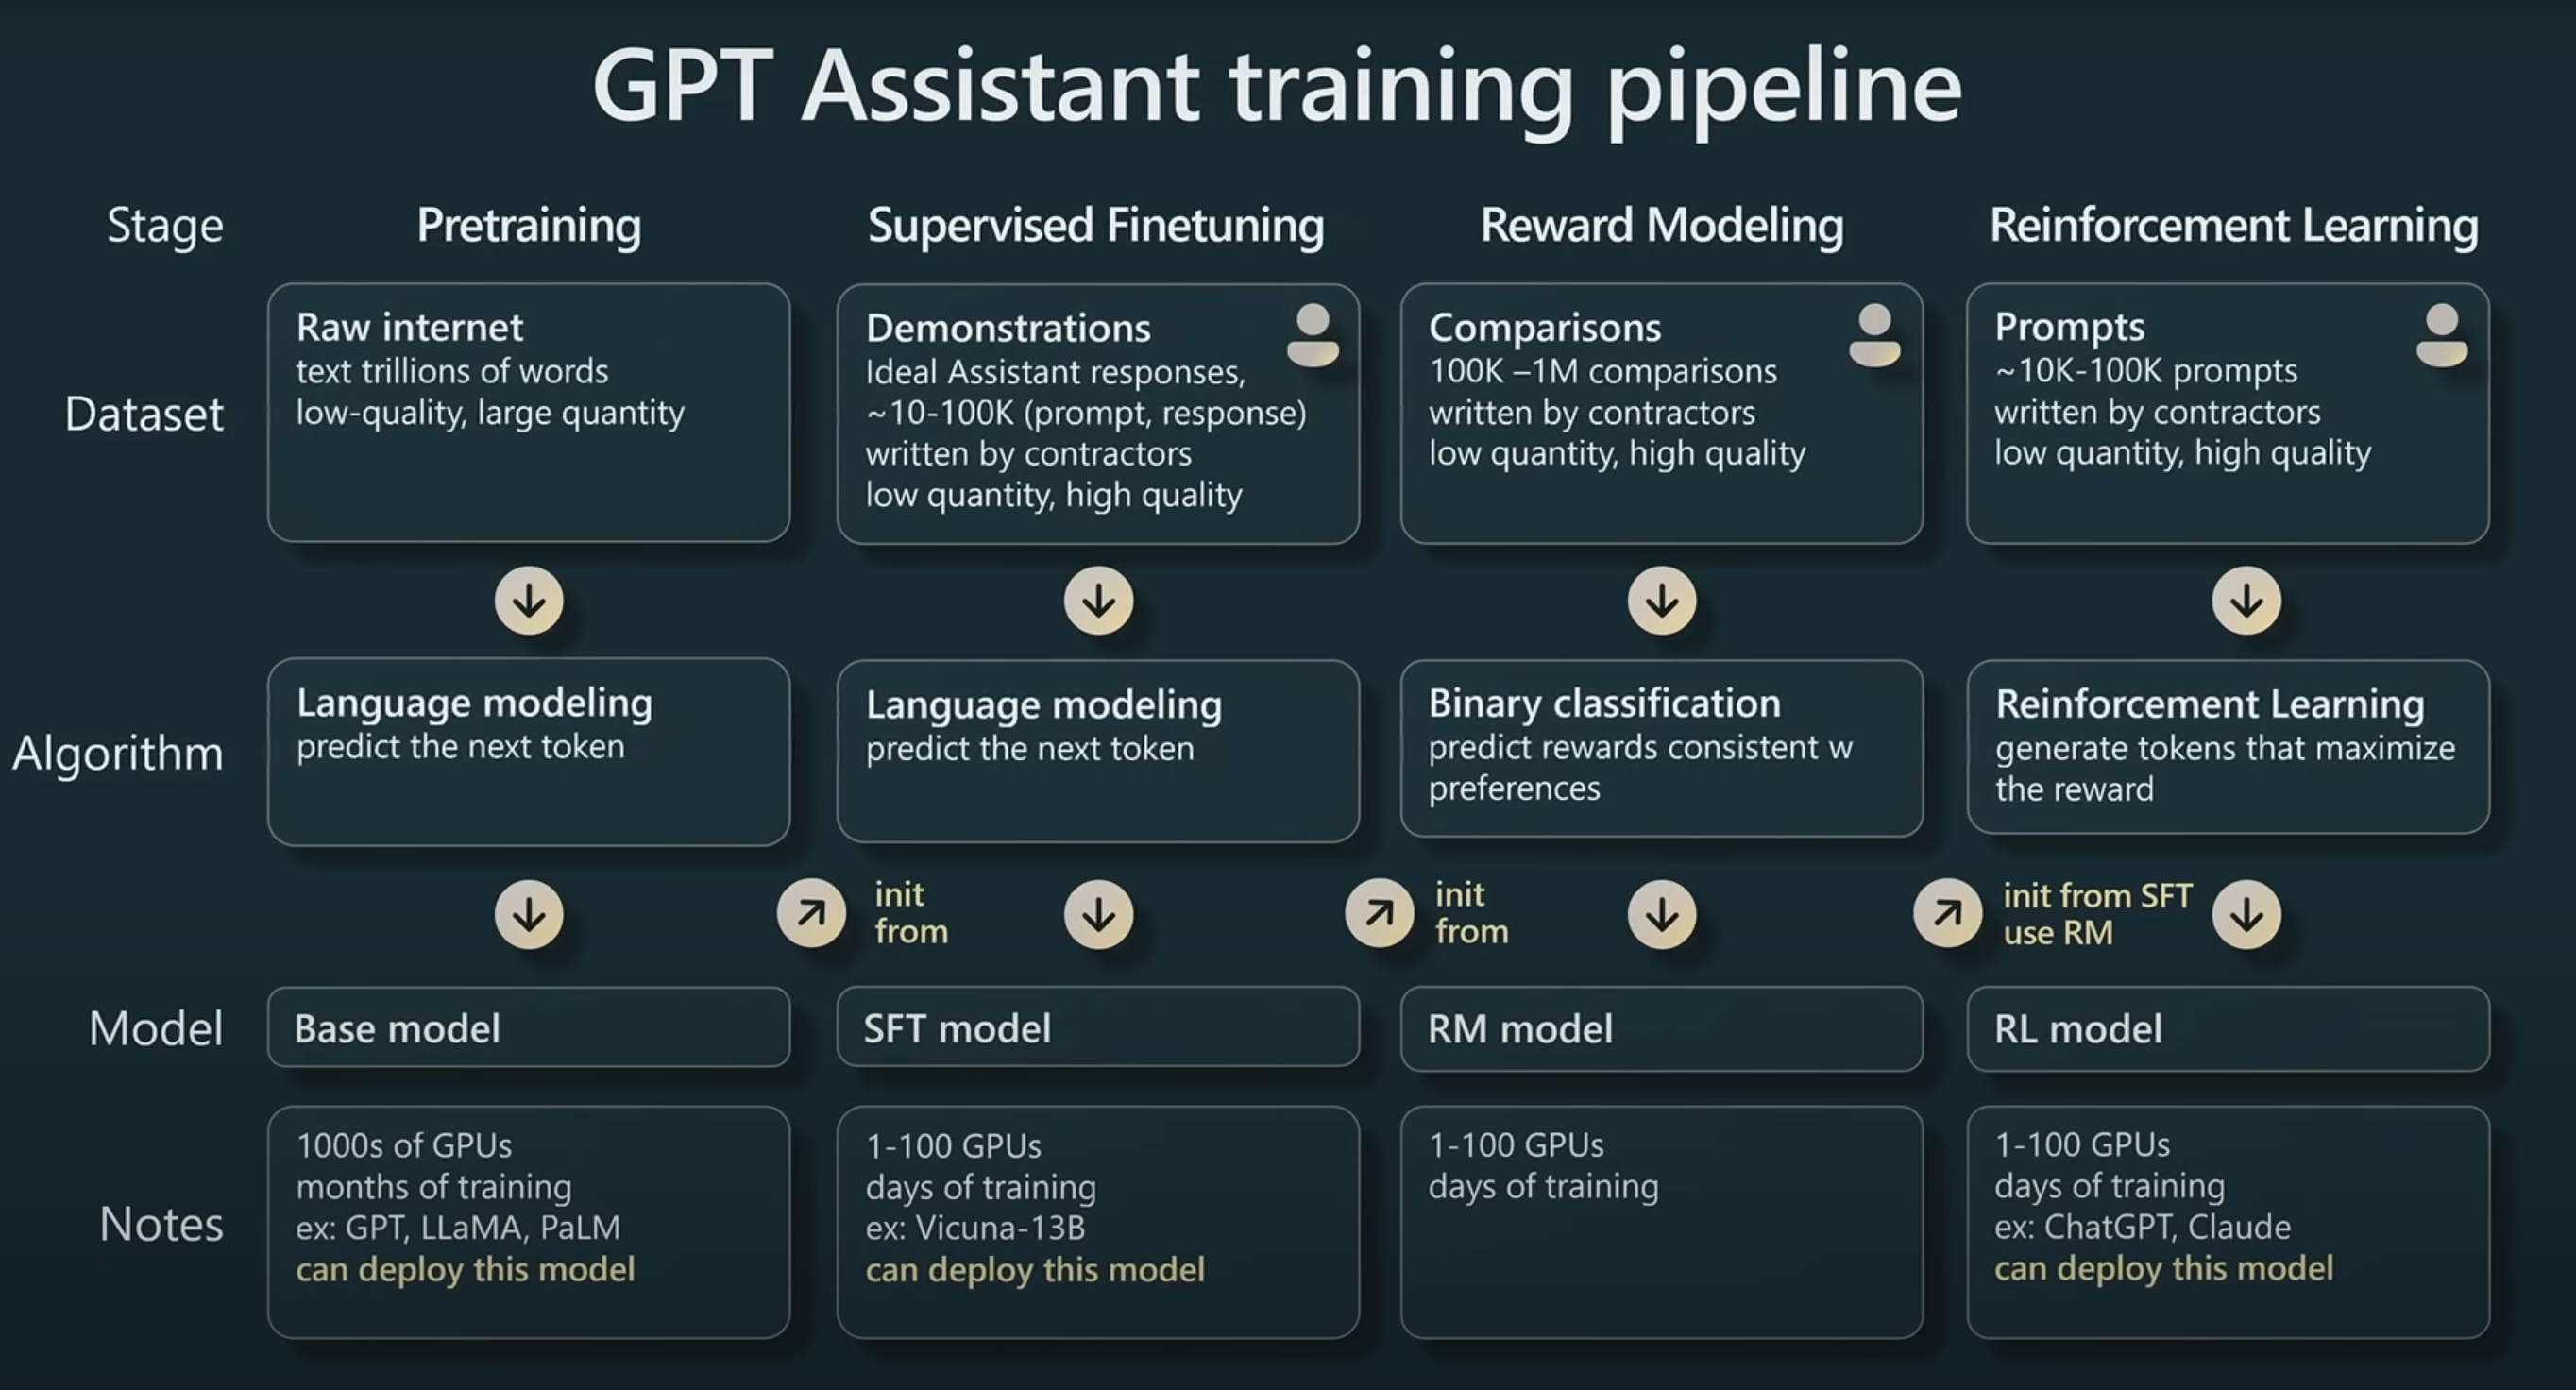 GPT Assistant training pipeline
Stage
Pretraining
Supervised Finetuning
Reward Modeling
Reinforcement Learning
Dataset
Raw internet
text trillions of words
low-quality, large quantity
Demonstrations
Ideal Assistant responses,
~10-100K (prompt, response)
written by contractors
low quantity, high quality
Comparisons
100K –1M comparisons
written by contractors
low quantity, high quality
Prompts
~10K-100K prompts
written by contractors
low quantity, high quality
Algorithm
Language modeling
predict the next token
Language modeling
predict the next token
Binary classification
predict rewards consistent w
preferences
Reinforcement Learning
generate tokens that maximize
the reward
init
from
init
from
init from SFT
use RM
Model
Base model
SFT model
RM model
RL model
Notes
1000s of GPUs
months of training
ex: GPT, LLaMA, PaLM
can deploy this model
1-100 GPUs
days of training
ex: Vicuna-13B
can deploy this model
1-100 GPUs
days of training
1-100 GPUs
days of training
ex: ChatGPT, Claude
can deploy this model